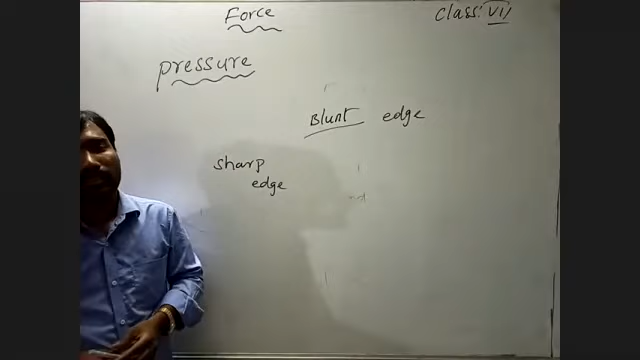 Force
Class: VII
pressure
Blunt edge
sharp
edge